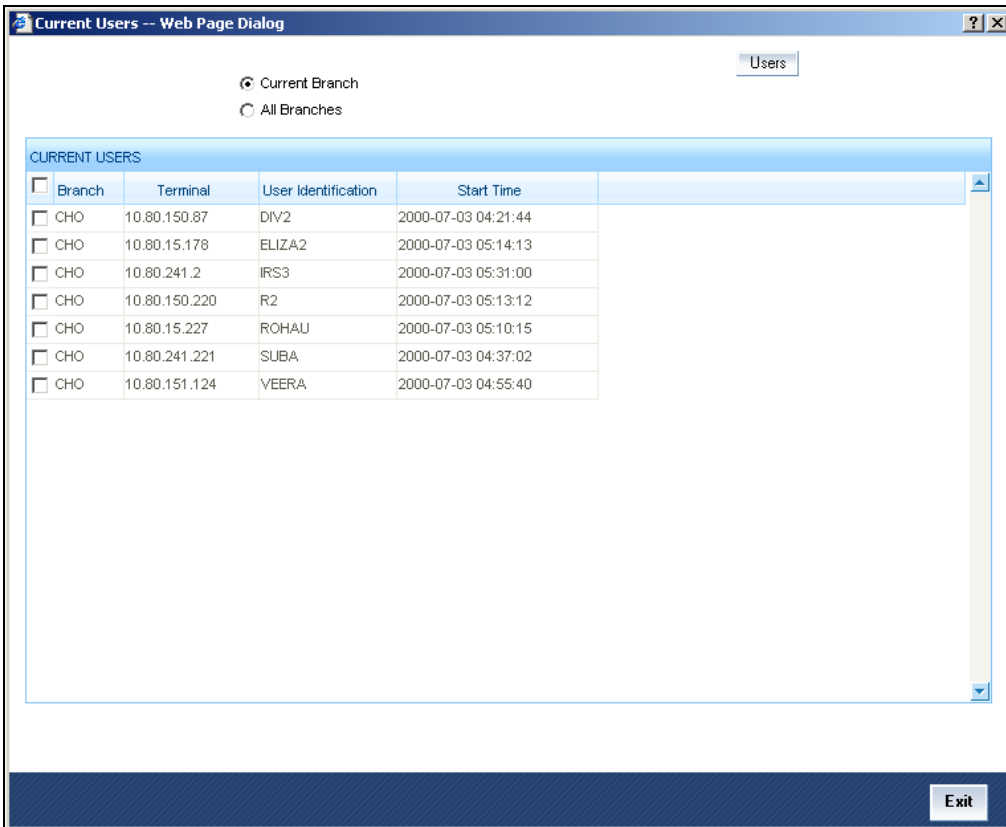 Current Users -- Web Page Dialog
Users
Current Branch
All Branches
CURRENT USERS
Branch Terminal User Identification Start Time
CHO 10.80.150.87 DIV2 2000-07-03 04:21:44
CHO 10.80.15.178 ELIZA2 2000-07-03 05:14:13
CHO 10.80.241.2 IRS3 2000-07-03 05:31:00
CHO 10.80.150.220 R2 2000-07-03 05:13:12
CHO 10.80.15.227 ROHAU 2000-07-03 05:10:15
CHO 10.80.241.221 SUBA 2000-07-03 04:37:02
CHO 10.80.151.124 VEERA 2000-07-03 04:55:40
Exit